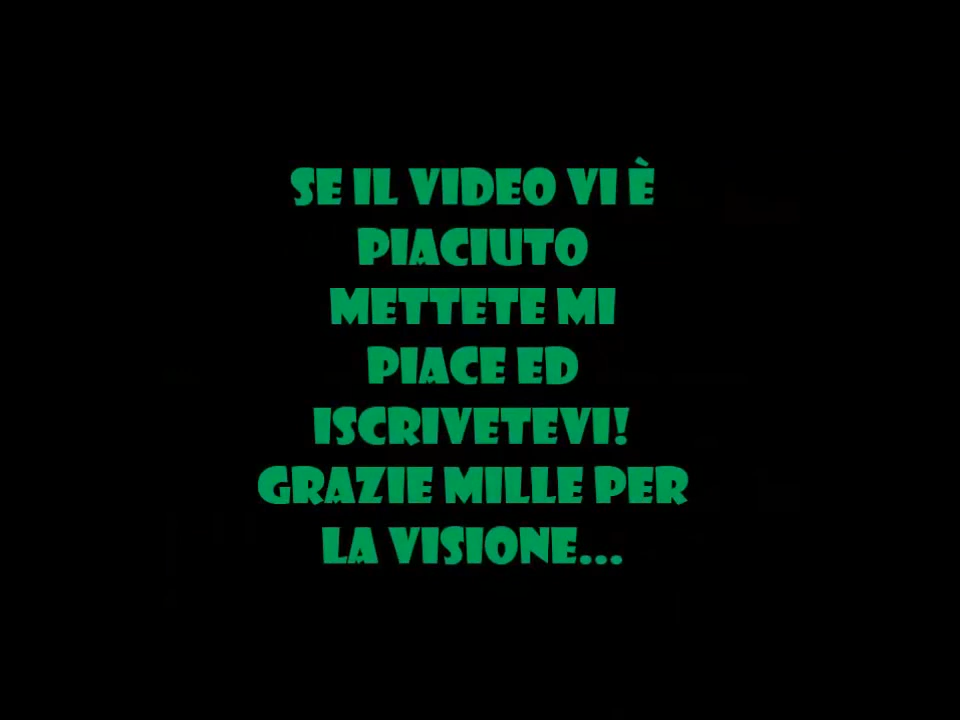 SE IL VIDEO VI È
PIACIUTO
METTETE MI
PIACE ED
ISCRIVETEVI!
GRAZIE MILLE PER
LA VISIONE...